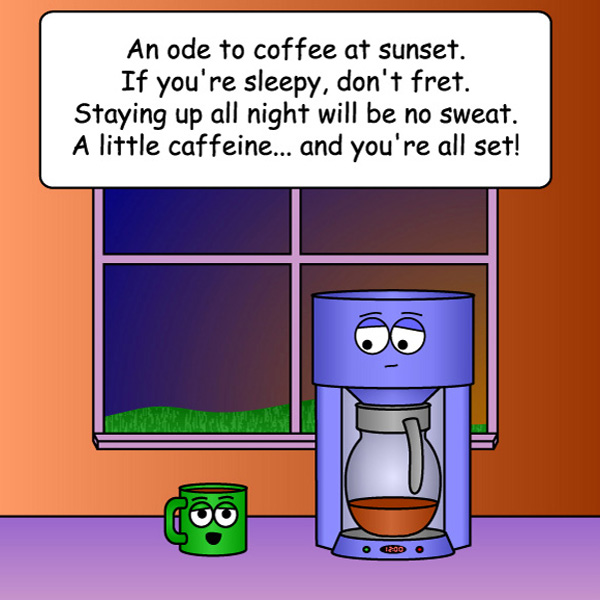 An ode to coffee at sunset.
If you're sleepy, don't fret.
Staying up all night will be no sweat.
A little caffeine... and you're all set!
12:00